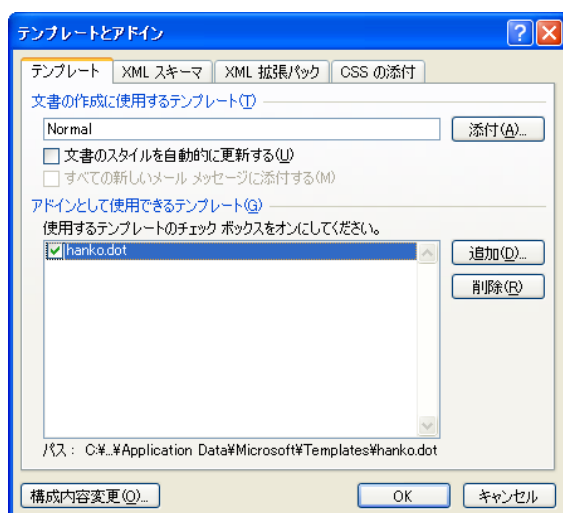 テンプレートとアドイン
テンプレート XML スキーマ XML 拡張パック CSS の添付
文書の作成に使用するテンプレート(T)
Normal 添付(A)...
文書のスタイルを自動的に更新する(U)
すべての新しいメール メッセージに添付する(M)
アドインとして使用できるテンプレート(G)
使用するテンプレートのチェック ボックスをオンにしてください。
hanko.dot 追加(D)...
削除(R)
パス : C:¥...¥Application Data¥Microsoft¥Templates¥hanko.dot
構成内容変更(O)... OK キャンセル